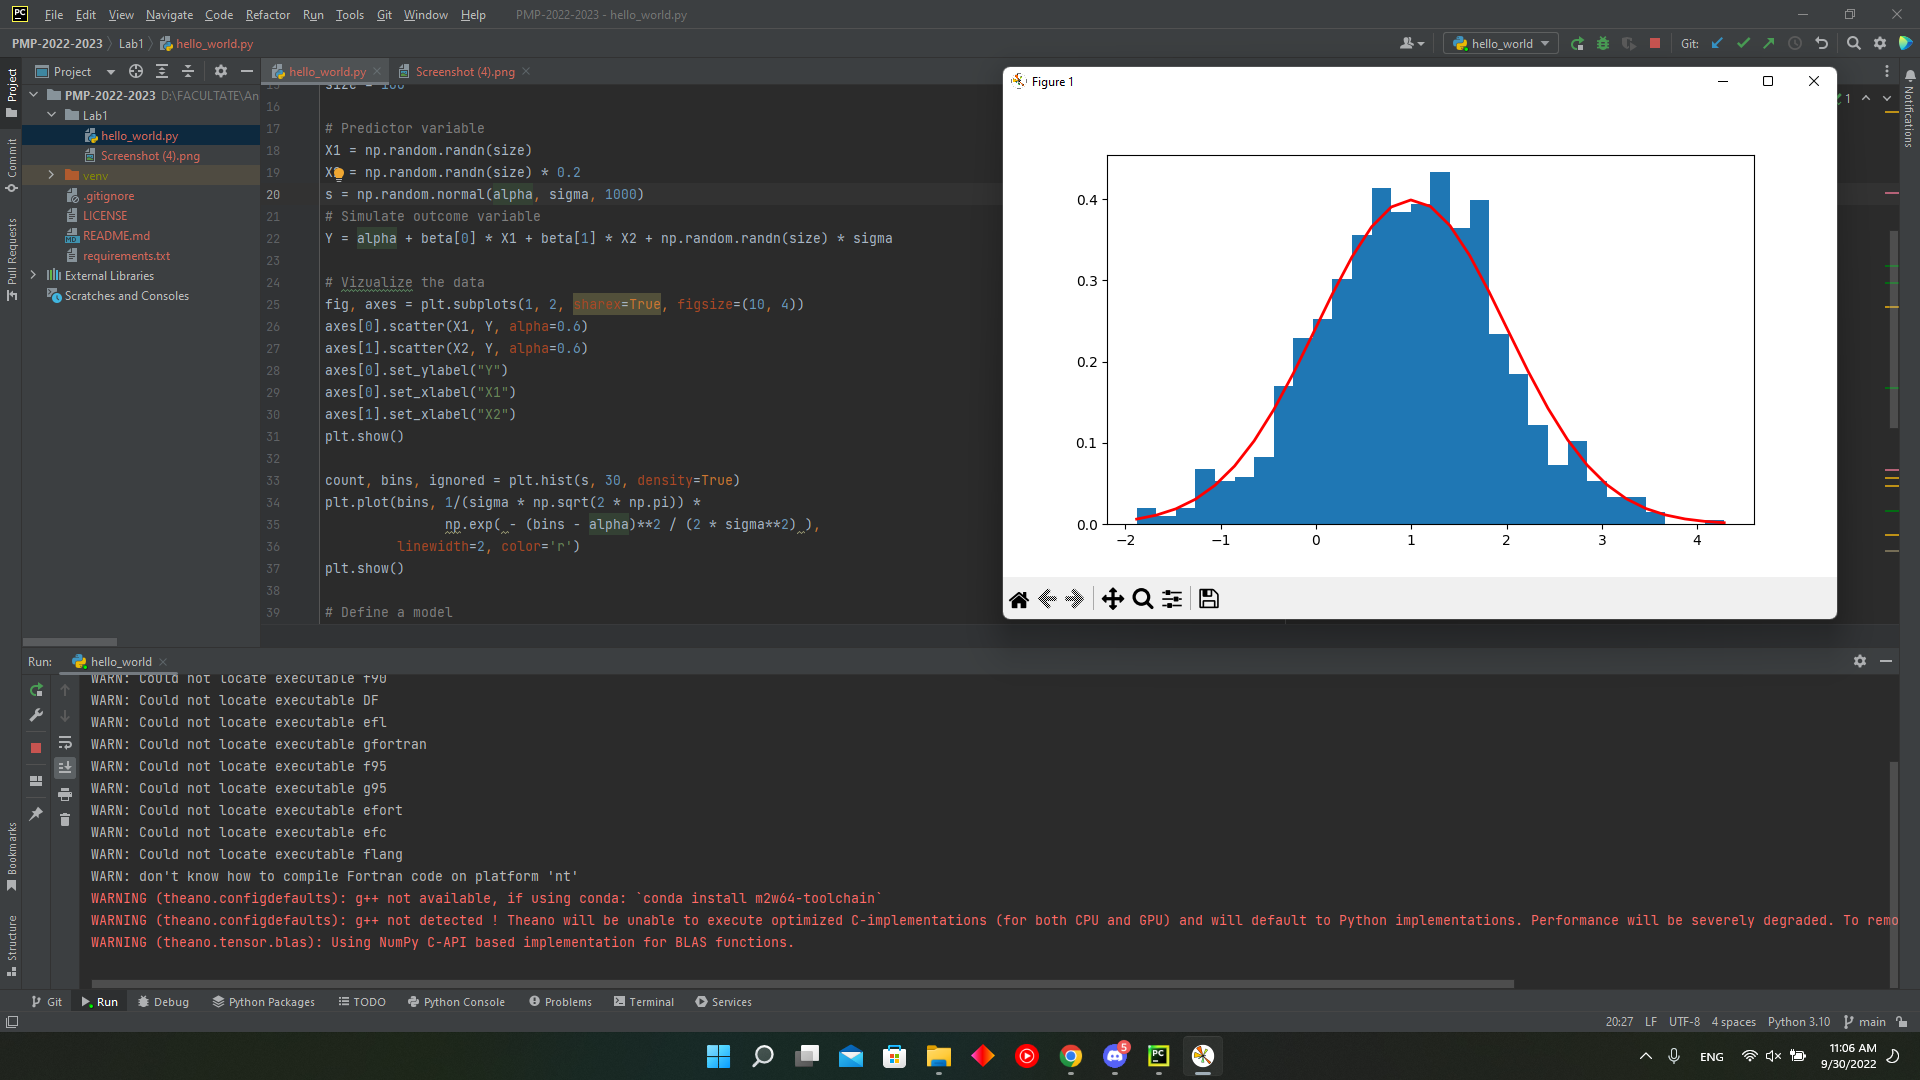 File Edit View Navigate Code Refactor Run Tools Git Window Help PMP-2022-2023 - hello_world.py
PMP-2022-2023 Lab1 hello_world.py
hello_world
Git:
Project
hello_world.py
Screenshot (4).png
PMP-2022-2023 D:\FACULTATE\An
Lab1
hello_world.py
Screenshot (4).png
venv
.gitignore
LICENSE
README.md
requirements.txt
External Libraries
Scratches and Consoles
Project
Commit
Pull Requests
Bookmarks
Structure
Notifications
1
16
17 # Predictor variable
18 X1 = np.random.randn(size)
19 = np.random.randn(size) * 0.2
20 s = np.random.normal(alpha, sigma, 1000)
21 # Simulate outcome variable
22 Y = alpha + beta[0] * X1 + beta[1] * X2 + np.random.randn(size) * sigma
23
24 # Vizualize the data
25 fig, axes = plt.subplots(1, 2, sharex=True, figsize=(10, 4))
26 axes[0].scatter(X1, Y, alpha=0.6)
27 axes[1].scatter(X2, Y, alpha=0.6)
28 axes[0].set_ylabel("Y")
29 axes[0].set_xlabel("X1")
30 axes[1].set_xlabel("X2")
31 plt.show()
32
33 count, bins, ignored = plt.hist(s, 30, density=True)
34 plt.plot(bins, 1/(sigma * np.sqrt(2 * np.pi)) *
35 np.exp( - (bins - alpha)**2 / (2 * sigma**2) ),
36 linewidth=2, color='r')
37 plt.show()
38
39 # Define a model
Figure 1
0.4
0.3
0.2
0.1
0.0
−2 −1 0 1 2 3 4
Run: hello_world
WARN: Could not locate executable f90
WARN: Could not locate executable DF
WARN: Could not locate executable efl
WARN: Could not locate executable gfortran
WARN: Could not locate executable f95
WARN: Could not locate executable g95
WARN: Could not locate executable efort
WARN: Could not locate executable efc
WARN: Could not locate executable flang
WARN: don't know how to compile Fortran code on platform 'nt'
WARNING (theano.configdefaults): g++ not available, if using conda: `conda install m2w64-toolchain`
WARNING (theano.configdefaults): g++ not detected ! Theano will be unable to execute optimized C-implementations (for both CPU and GPU) and will default to Python implementations. Performance will be severely degraded. To remo
WARNING (theano.tensor.blas): Using NumPy C-API based implementation for BLAS functions.
Git Run Debug Python Packages TODO Python Console Problems Terminal Services
20:27 LF UTF-8 4 spaces Python 3.10 main
5
ENG
11:06 AM
9/30/2022